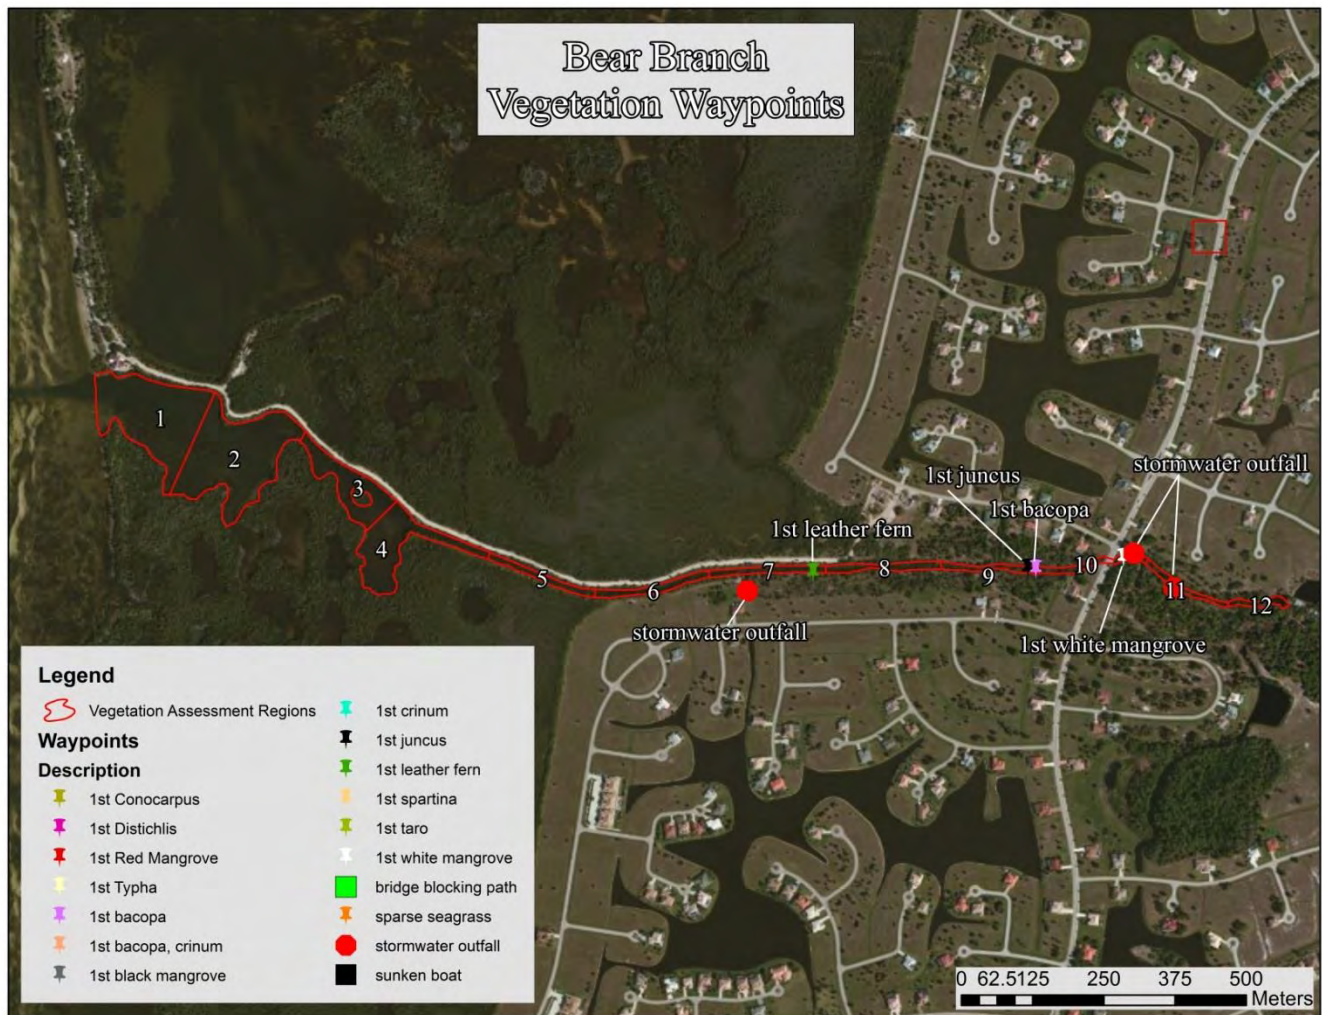 Bear Branch
Vegetation Waypoints
1
2
3
4
5
6
7
8
9
10
11
12
1st juncus
stormwater outfall
1st bacopa
1st leather fern
stormwater outfall
1st white mangrove
Legend
Vegetation Assessment Regions
Waypoints
Description
1st Conocarpus
1st Distichlis
1st Red Mangrove
1st Typha
1st bacopa
1st bacopa, crinum
1st black mangrove
1st crinum
1st juncus
1st leather fern
1st spartina
1st taro
1st white mangrove
bridge blocking path
sparse seagrass
stormwater outfall
sunken boat
0 62.5125 250 375 500
Meters